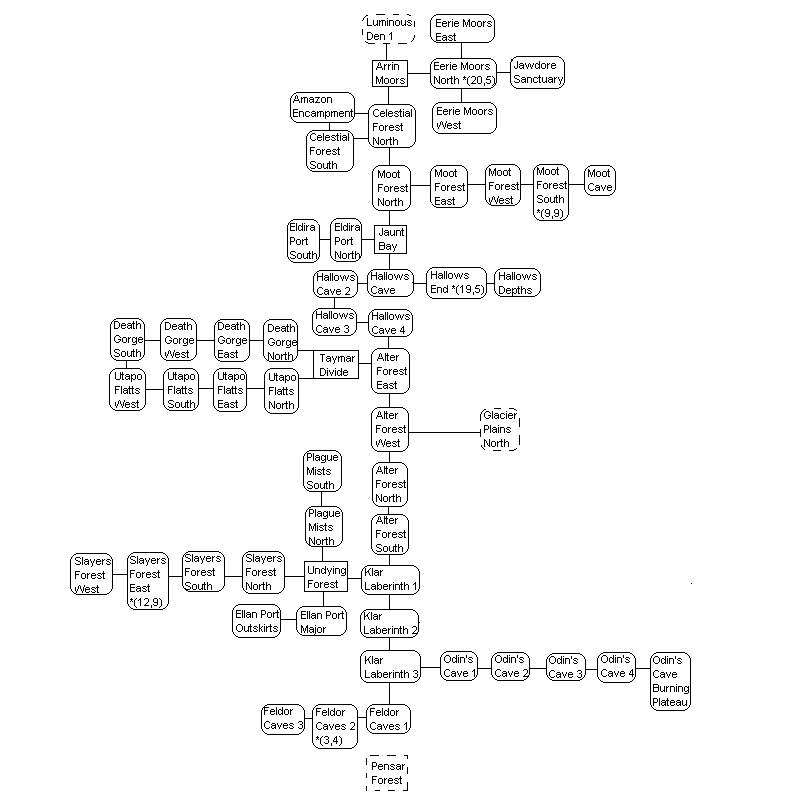 Luminous
Den 1
Eerie Moors
East
Arrin
Moors
Eerie Moors
North *(20,5)
Jawdore
Sanctuary
Amazon
Encampment
Celestial
Forest
North
Eerie Moors
West
Celestial
Forest
South
Moot
Forest
North
Moot
Forest
East
Moot
Forest
West
Moot
Forest
South
*(9,9)
Moot
Cave
Eldira
Port
South
Eldira
Port
North
Jaunt
Bay
Hallows
Cave 2
Hallows
Cave
Hallows
End *(19,5)
Hallows
Depths
Hallows
Cave 3
Hallows
Cave 4
Death
Gorge
South
Death
Gorge
West
Death
Gorge
East
Death
Gorge
North
Taymar
Divide
Alter
Forest
East
Utapo
Flatts
West
Utapo
Flatts
South
Utapo
Flatts
East
Utapo
Flatts
North
Alter
Forest
West
Glacier
Plains
North
Plague
Mists
South
Alter
Forest
North
Plague
Mists
North
Alter
Forest
South
Slayers
Forest
West
Slayers
Forest
East
*(12,9)
Slayers
Forest
South
Slayers
Forest
North
Undying
Forest
Klar
Laberinth 1
Ellan Port
Outskirts
Ellan Port
Major
Klar
Laberinth 2
Klar
Laberinth 3
Odin's
Cave 1
Odin's
Cave 2
Odin's
Cave 3
Odin's
Cave 4
Odin's
Cave
Burning
Plateau
Feldor
Caves 3
Feldor
Caves 2
*(3,4)
Feldor
Caves 1
Pensar
Forest